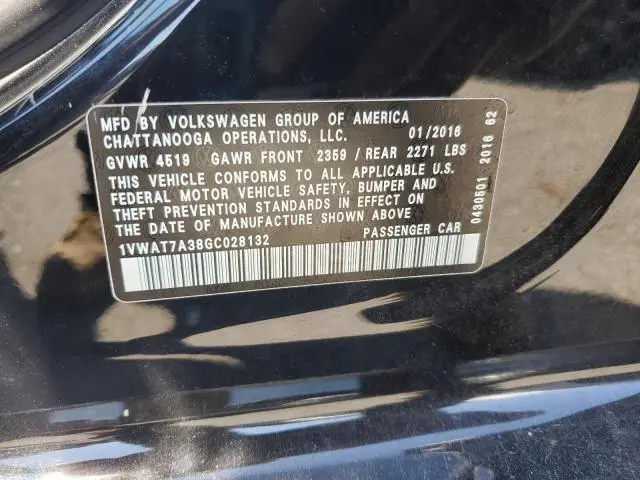 MFD BY VOLKSWAGEN GROUP OF AMERICA
CHATTANOOGA OPERATIONS, LLC. 01/2016
GVWR 4519 GAWR FRONT 2359 / REAR 2271 LBS
THIS VEHICLE CONFORMS TO ALL APPLICABLE U.S.
FEDERAL MOTOR VEHICLE SAFETY, BUMPER AND
THEFT PREVENTION STANDARDS IN EFFECT ON
THE DATE OF MANUFACTURE SHOWN ABOVE
1VWAT7A38GC028132 PASSENGER CAR
0430501 2016 62